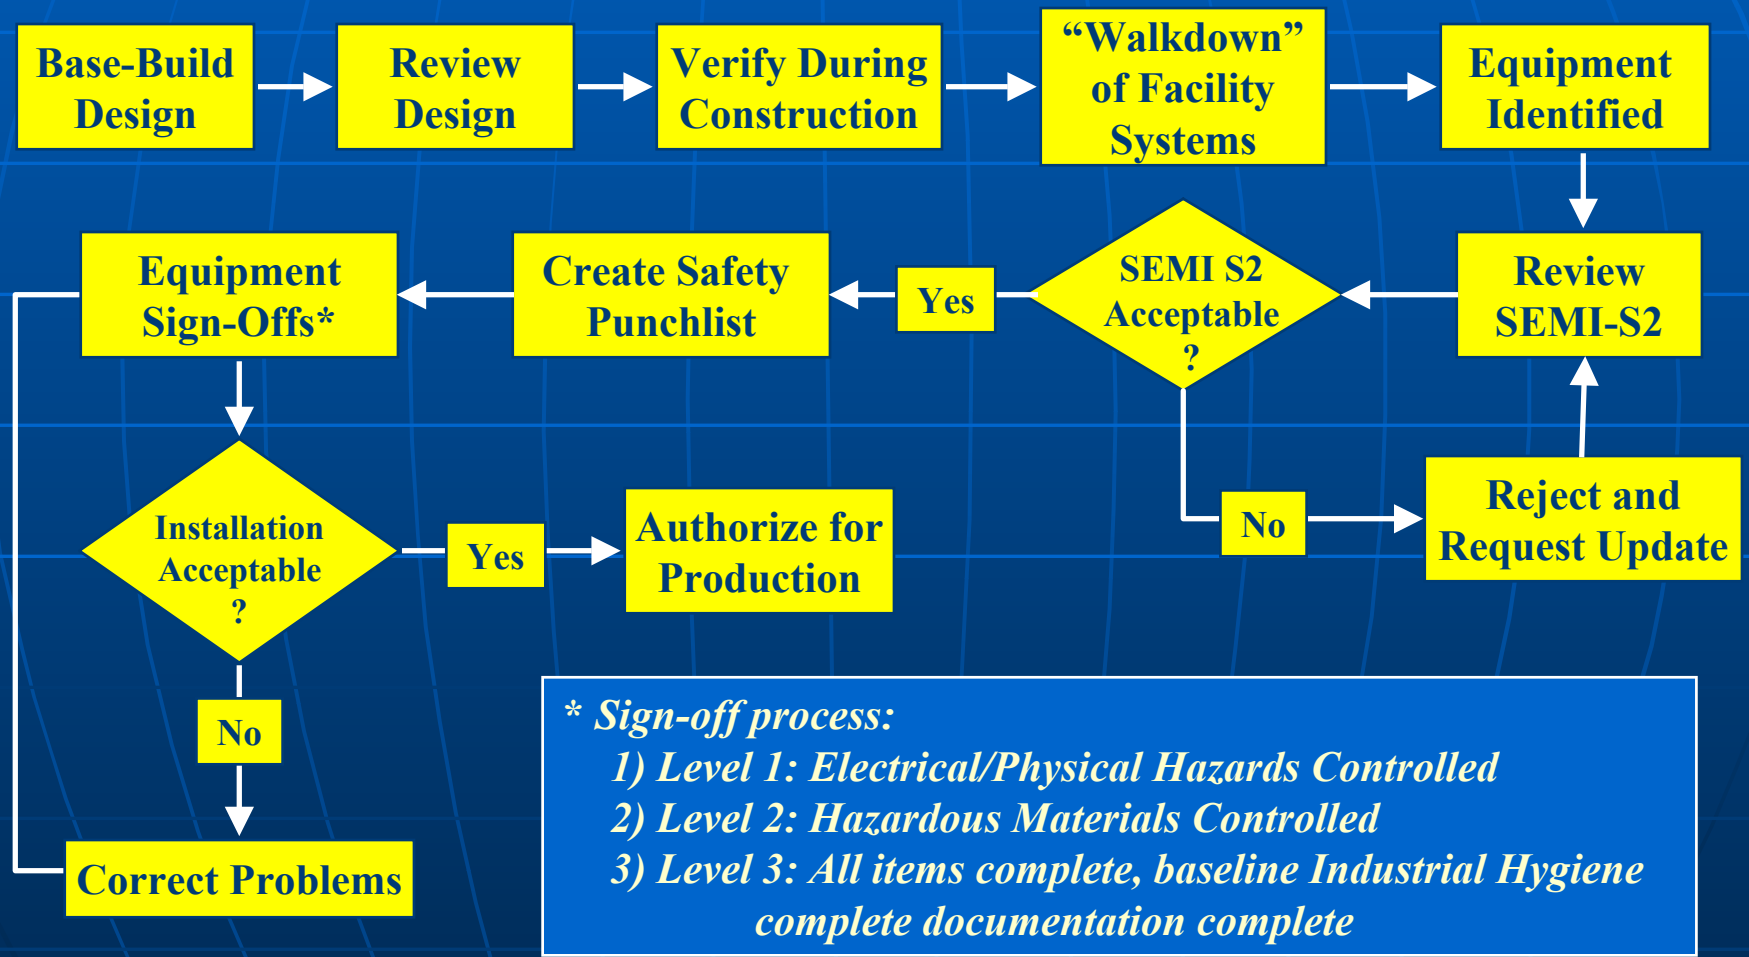 Base-Build
Design
Review
Design
Verify During
Construction
“Walkdown”
of Facility
Systems
Equipment
Identified
Equipment
Sign-Offs*
Create Safety
Punchlist
Yes
SEMI S2
Acceptable
?
Review
SEMI-S2
Installation
Acceptable
?
Yes
Authorize for
Production
No
Reject and
Request Update
No
Correct Problems
* Sign-off process:
1) Level 1: Electrical/Physical Hazards Controlled
2) Level 2: Hazardous Materials Controlled
3) Level 3: All items complete, baseline Industrial Hygiene
complete documentation complete